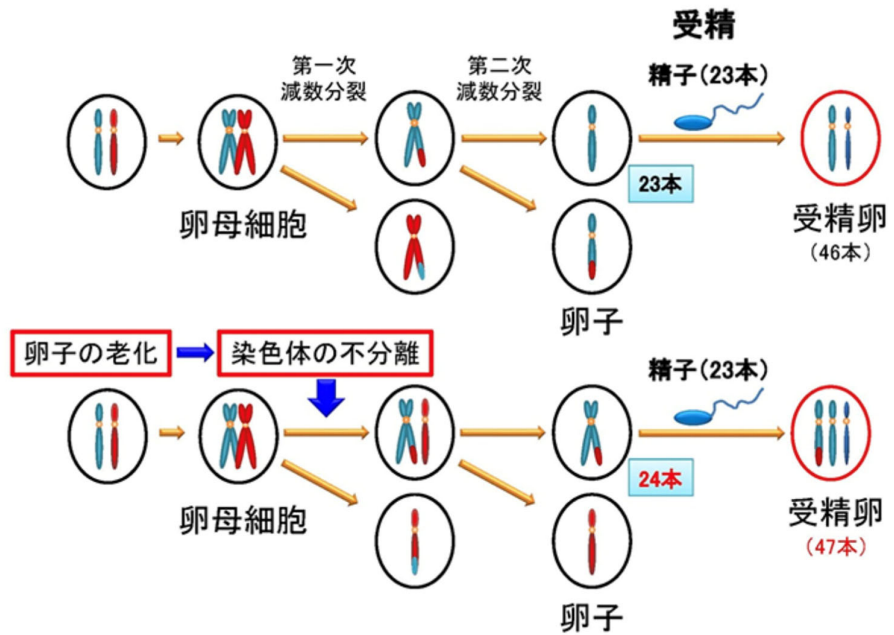 受精
第一次
減数分裂
第二次
減数分裂
精子(23本)
23本
卵母細胞
受精卵
(46本)
卵子
卵子の老化
染色体の不分離
精子(23本)
24本
卵母細胞
受精卵
(47本)
卵子